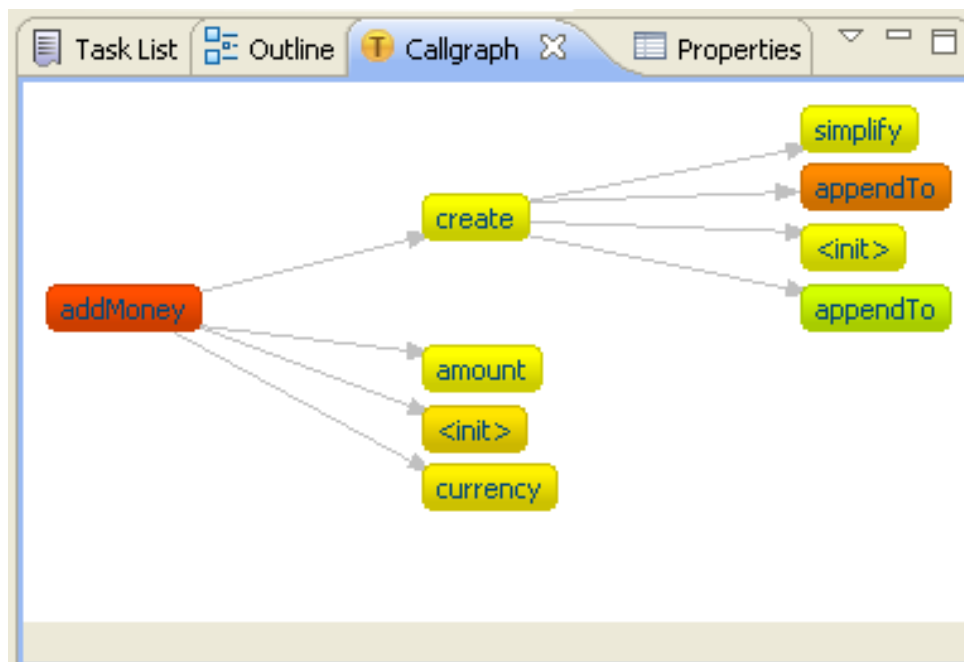 Task List
Outline
T Callgraph
Properties
simplify
appendTo
create
<init>
addMoney
appendTo
amount
<init>
currency